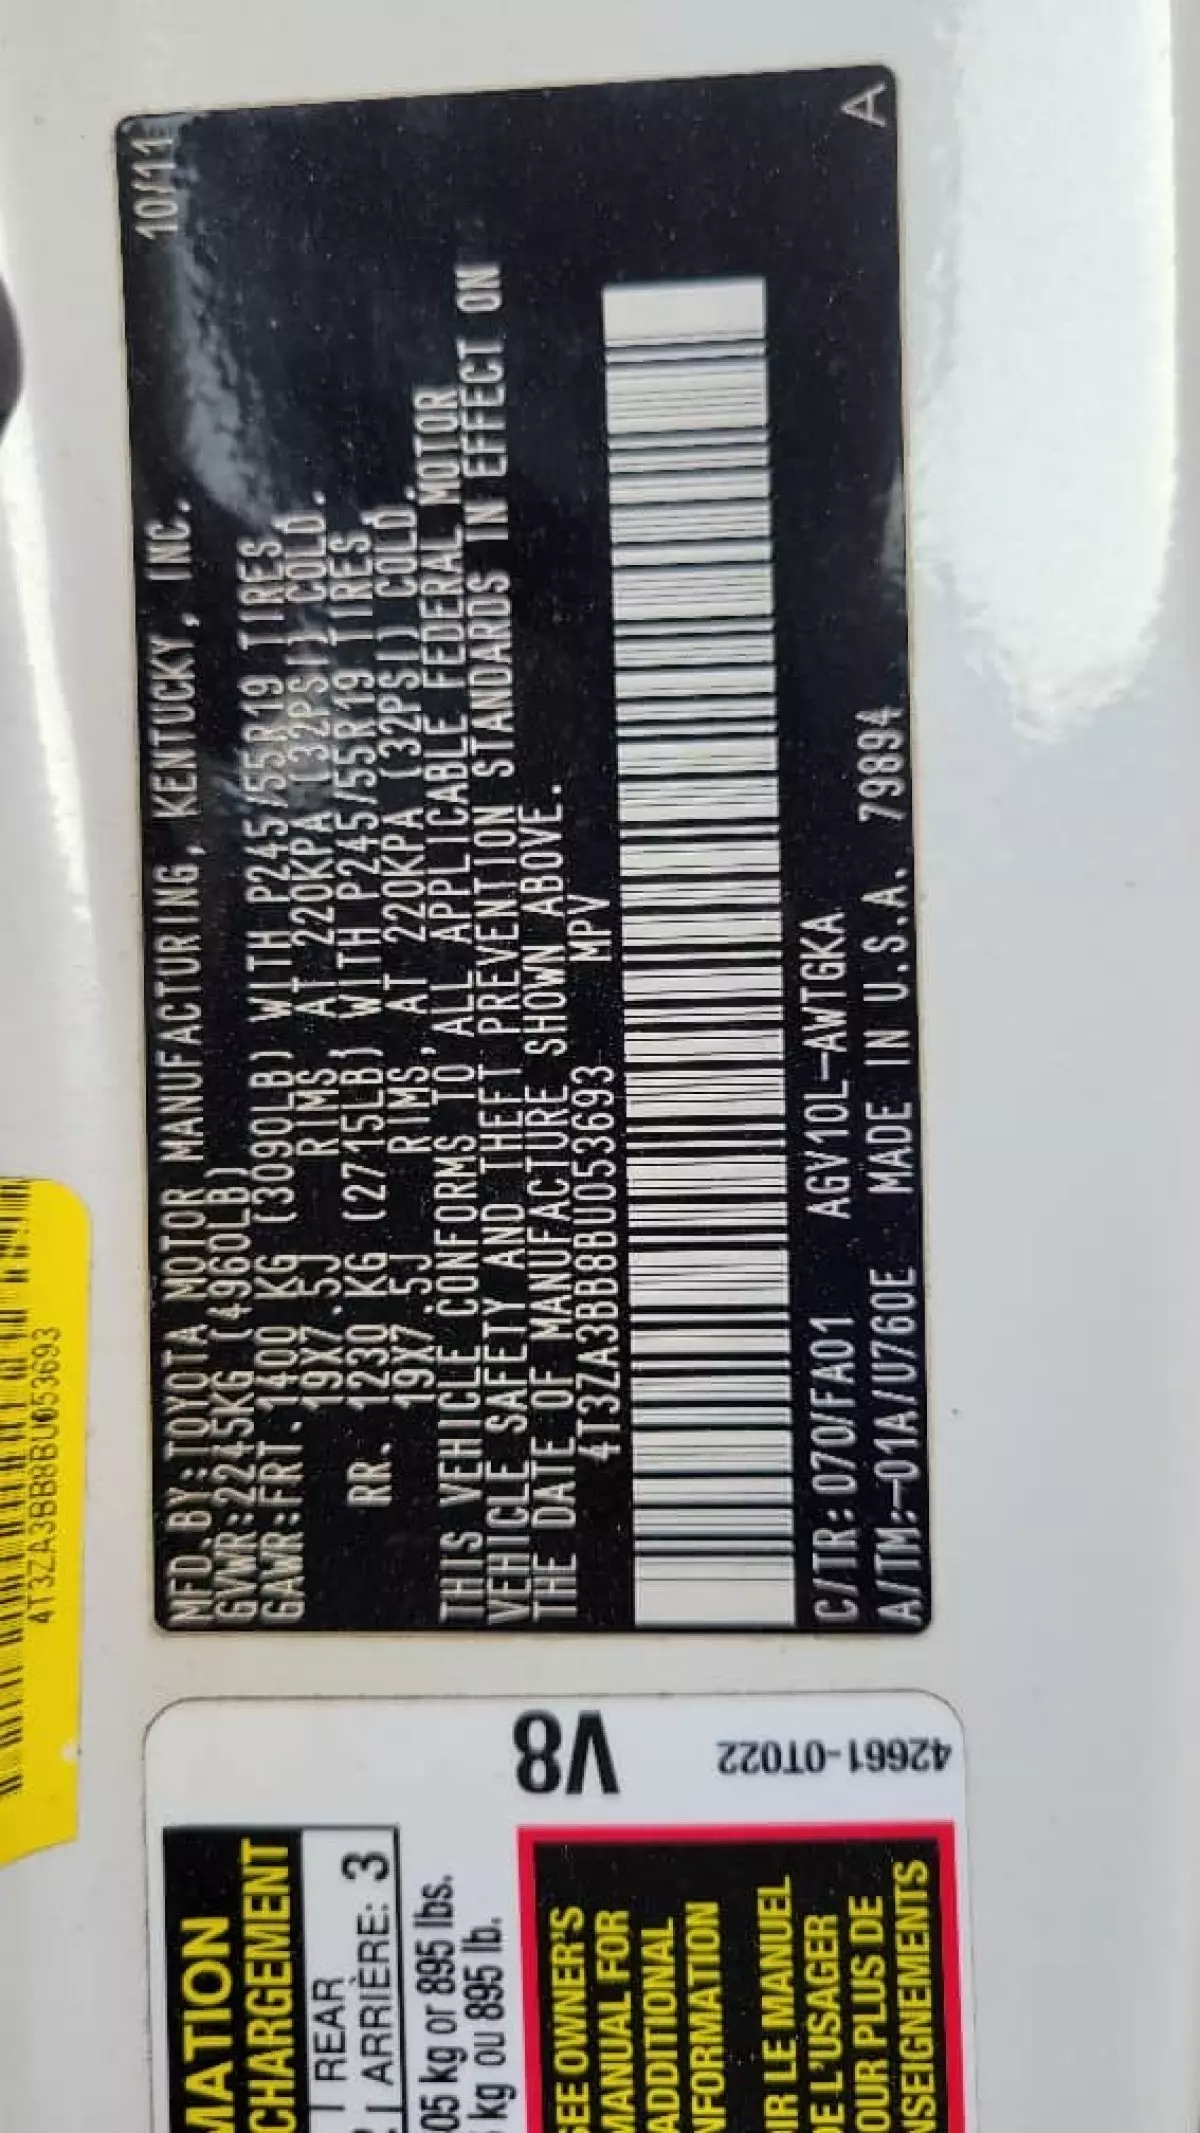 MFD.BY:TOYOTA MOTOR MANUFACTURING, KENTUCKY, INC. 10/11
GVWR:2245KG (4960LB)
GAWR:FRT. 1400 KG (3090LB) WITH P245/55R19 TIRES
19X7.5J RIMS AT 220KPA (32PSI) COLD.
RR. 1230 KG (2715LB) WITH P245/55R19 TIRES
19X7.5J RIMS, AT 220KPA (32PSI) COLD.
THIS VEHICLE CONFORMS TO ALL APPLICABLE FEDERAL MOTOR
VEHICLE SAFETY AND THEFT PREVENTION STANDARDS IN EFFECT ON
THE DATE OF MANUFACTURE SHOWN ABOVE.
4T3ZA3BB8BU053693 MPV
C/TR:070/FA01 AGV10L-AWTGKA
A/TM:-01A/U760E MADE IN U.S.A. 79894
A
4T3ZA3BB8BU053693
V8
42661-0T022
REAR
ARRIÈRE: 3
kg or 895 lbs.
kg ou 895 lb.
SEE OWNER'S
MANUAL FOR
ADDITIONAL
INFORMATION
LE MANUEL
DE L'USAGER
POUR PLUS DE